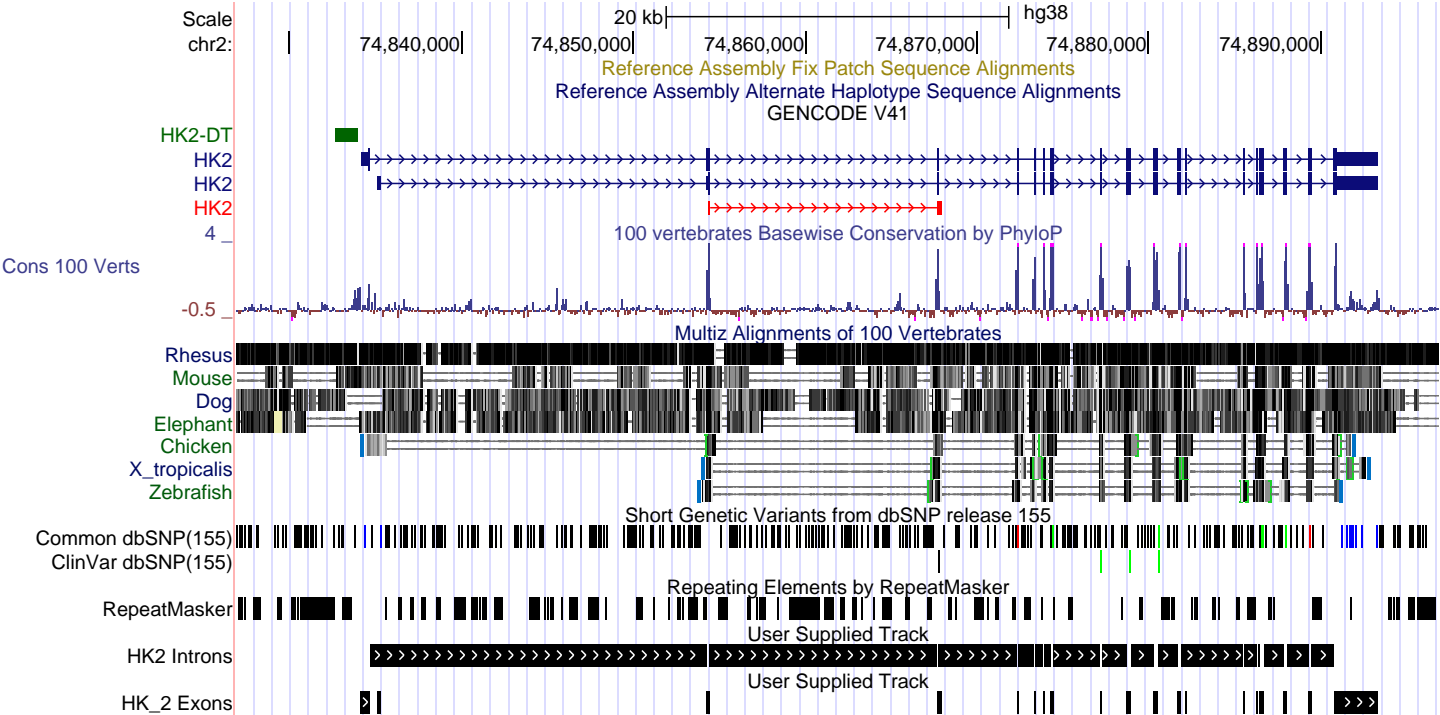 Scale 20 kb hg38
chr2: 74,840,000 74,850,000 74,860,000 74,870,000 74,880,000 74,890,000
Reference Assembly Fix Patch Sequence Alignments
Reference Assembly Alternate Haplotype Sequence Alignments
GENCODE V41
HK2-DT
HK2
HK2
HK2
4 _ 100 vertebrates Basewise Conservation by PhyloP
Cons 100 Verts
-0.5 _
Multiz Alignments of 100 Vertebrates
Rhesus
Mouse
Dog
Elephant
Chicken
X_tropicalis
Zebrafish
Short Genetic Variants from dbSNP release 155
Common dbSNP(155)
ClinVar dbSNP(155)
Repeating Elements by RepeatMasker
RepeatMasker
User Supplied Track
HK2 Introns
User Supplied Track
HK_2 Exons